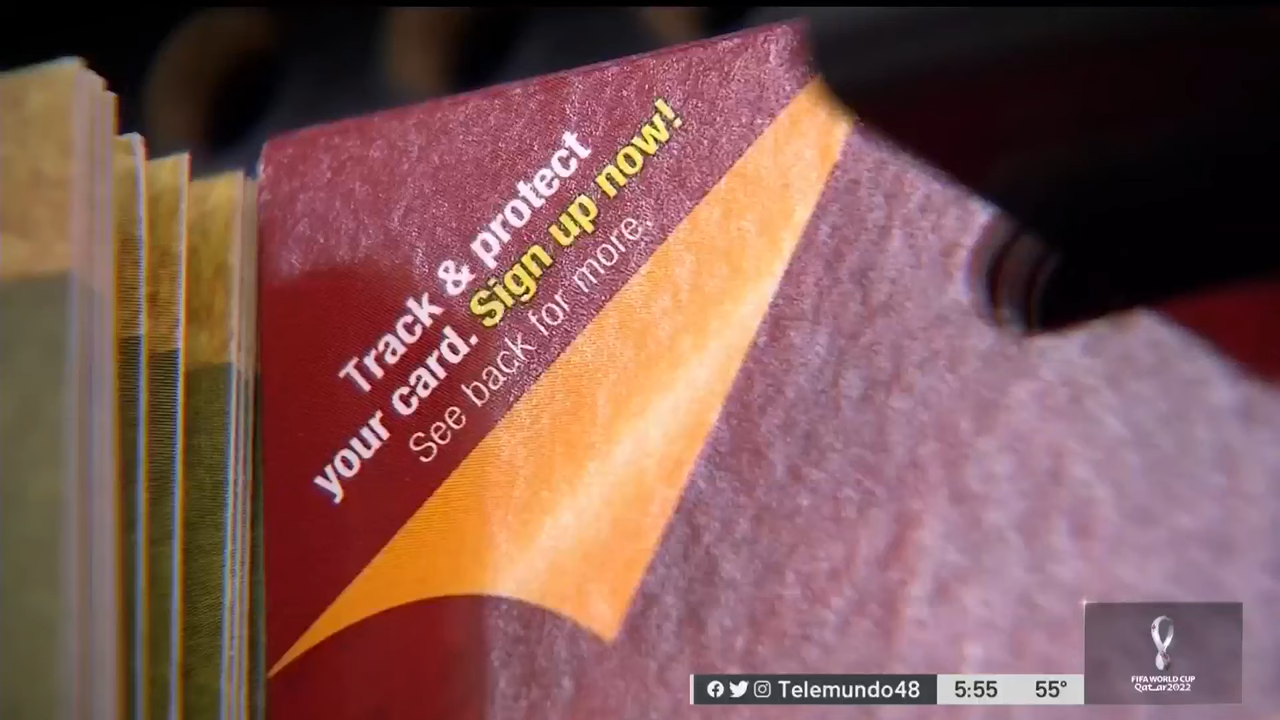 Track & protect
your card. Sign up now!
See back for more.
Telemundo48
5:55
55°
FIFA WORLD CUP
Qatar2022